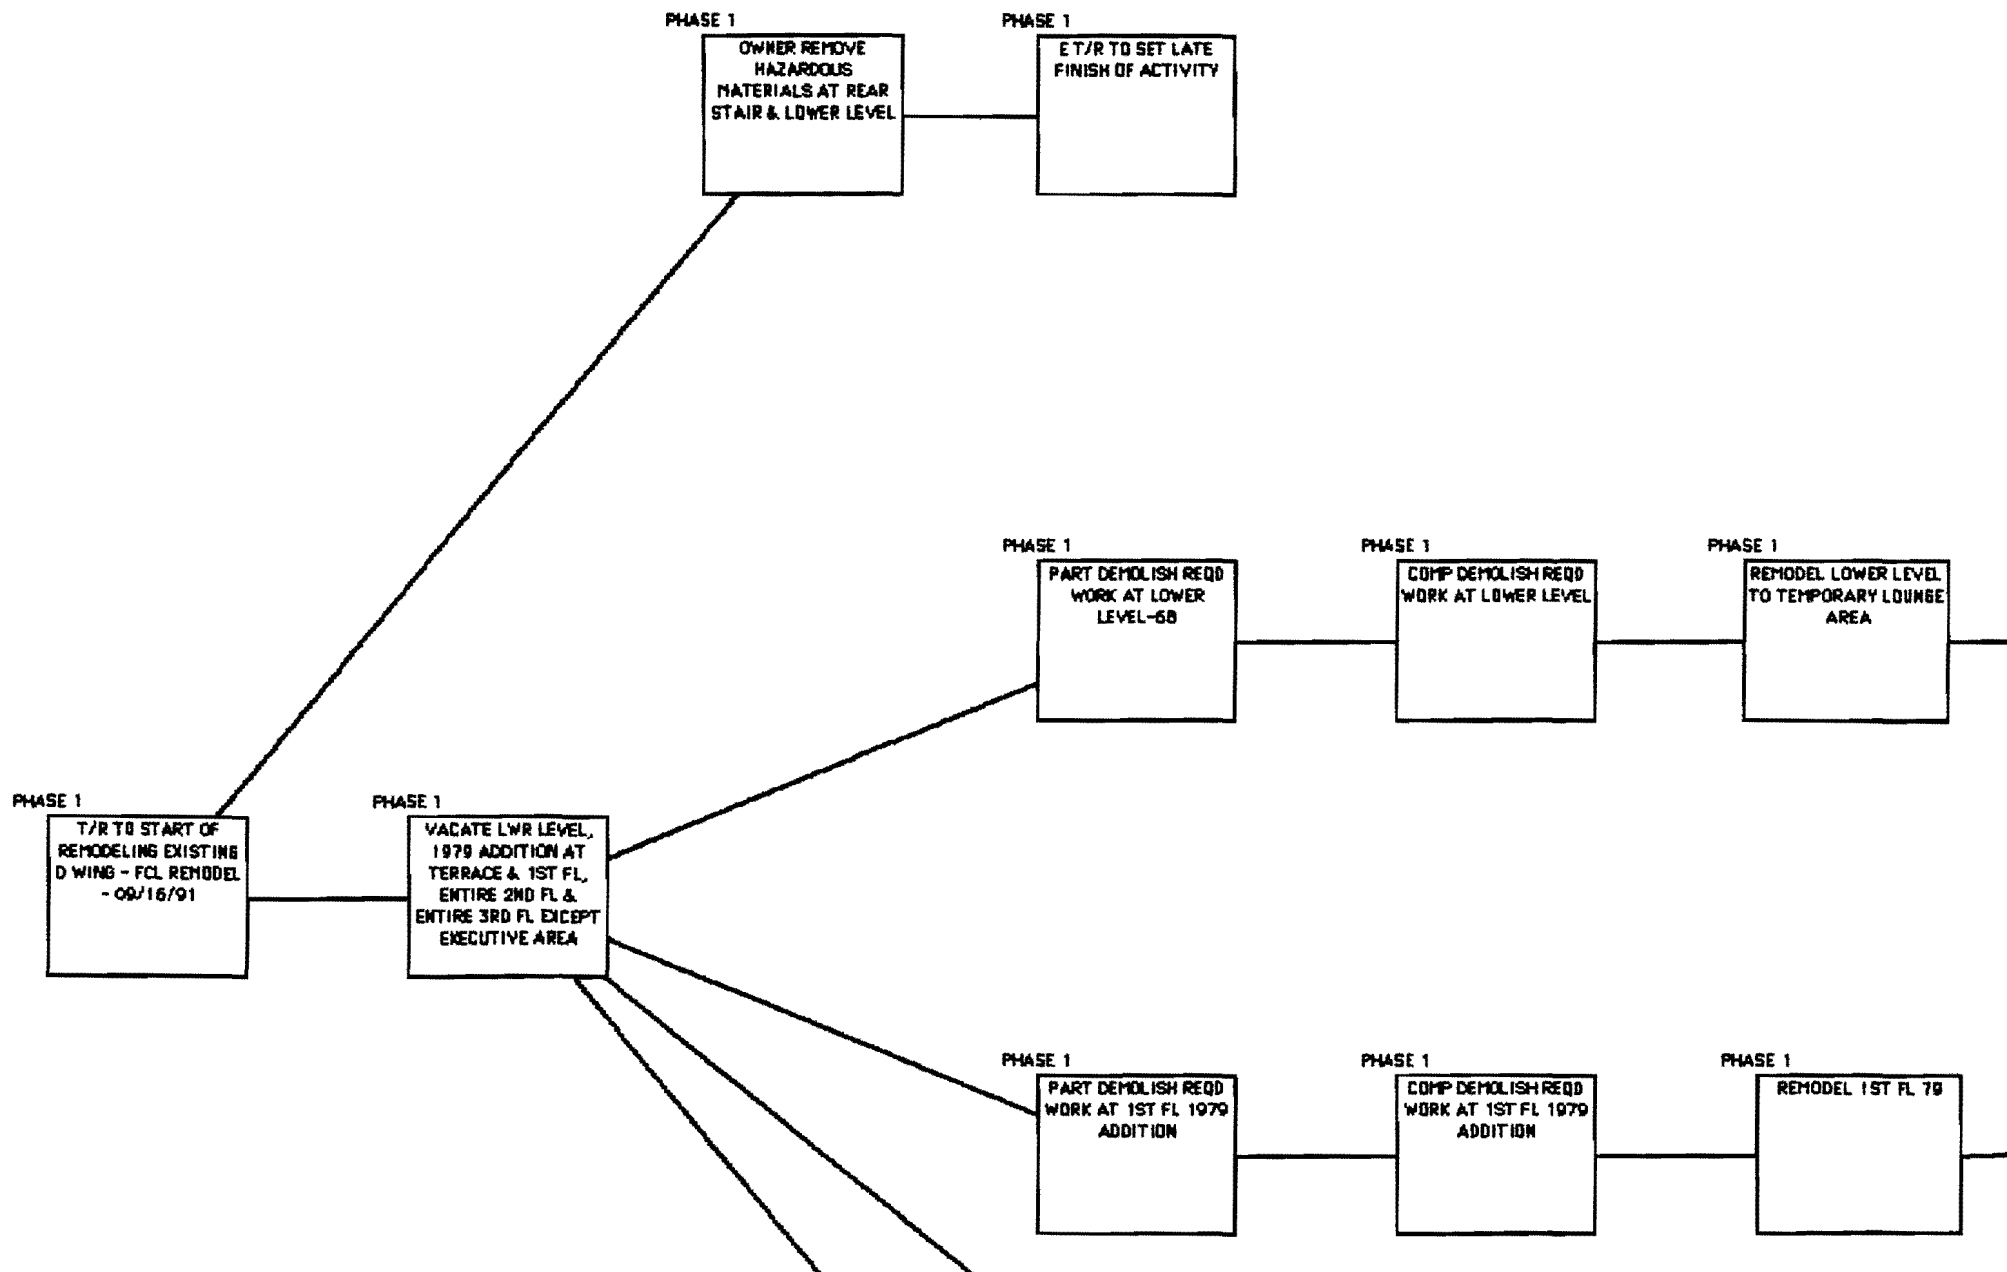 PHASE 1
OWNER REMOVE
HAZARDOUS
MATERIALS AT REAR
STAIR & LOWER LEVEL
PHASE 1
E T/R TO SET LATE
FINISH OF ACTIVITY
PHASE 1
PART DEMOLISH REQD
WORK AT LOWER
LEVEL-68
PHASE 1
COMP DEMOLISH REQD
WORK AT LOWER LEVEL
PHASE 1
REMODEL LOWER LEVEL
TO TEMPORARY LOUNGE
AREA
PHASE 1
T/R TO START OF
REMODELING EXISTING
D WING - FCL REMODEL
- 09/16/91
PHASE 1
VACATE LWR LEVEL,
1979 ADDITION AT
TERRACE & 1ST FL,
ENTIRE 2ND FL &
ENTIRE 3RD FL EXCEPT
EXECUTIVE AREA
PHASE 1
PART DEMOLISH REQD
WORK AT 1ST FL 1979
ADDITION
PHASE 1
COMP DEMOLISH REQD
WORK AT 1ST FL 1979
ADDITION
PHASE 1
REMODEL 1ST FL 79